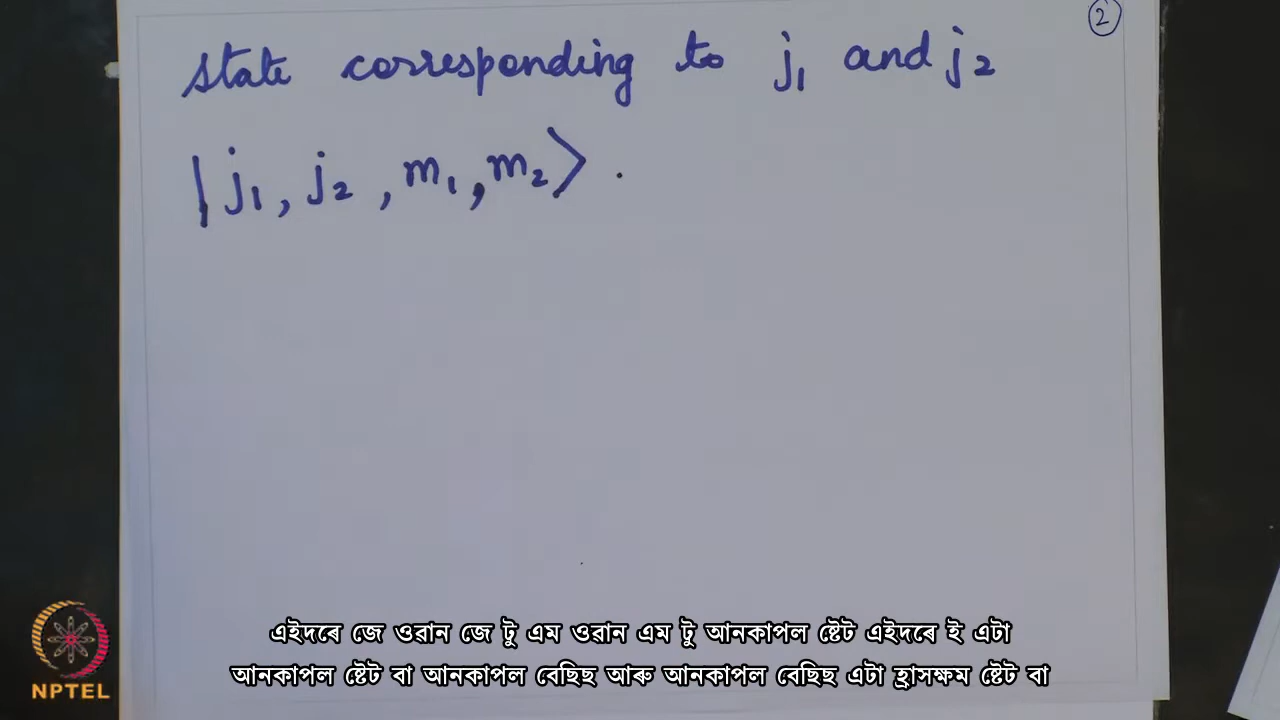 2
state corresponding to j1 and j2
|j1, j2, m1, m2⟩ .
এইদৰে জে ওৱান জে টু এম ওৱান এম টু আনকাপল ষ্টেট এইদৰে ই এটা
আনকাপল ষ্টেট বা আনকাপল বেছিছ আৰু আনকাপল বেছিছ এটা হ্ৰাসক্ষম ষ্টেট বা
NPTEL